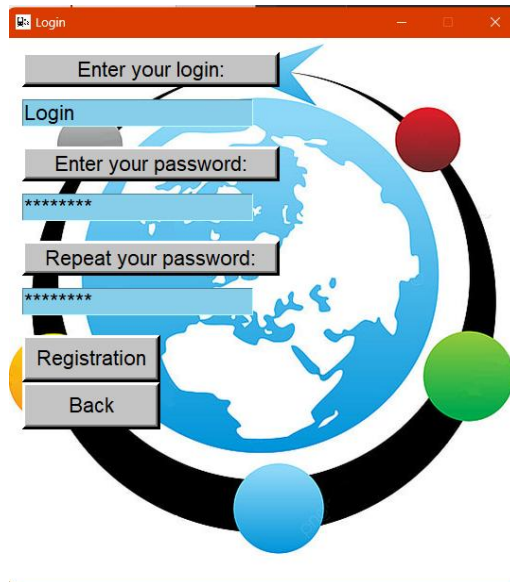 Login
Enter your login:
Login
Enter your password:
********
Repeat your password:
********
Registration
Back